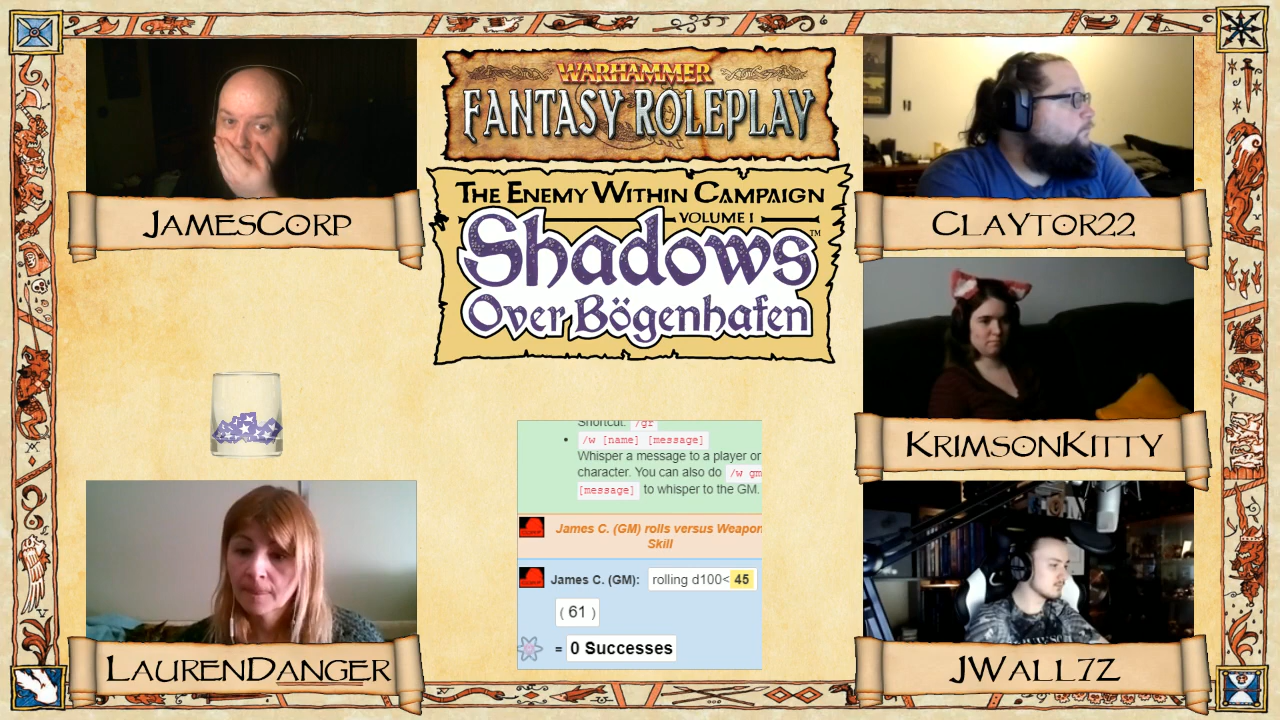 WARHAMMER
FANTASY ROLEPLAY
THE ENEMY WITHIN CAMPAIGN
VOLUME I
Shadows™
Over Bögenhafen
JAMESCORP
CLAYTOR22
KRIMSONKITTY
Shortcut: /gr
• /w [name] [message]
Whisper a message to a player or
character. You can also do /w gm
[message] to whisper to the GM.
James C. (GM) rolls versus Weapon
Skill
James C. (GM): rolling d100<45
( 61 )
= 0 Successes
LAURENDANGER
JWALL7Z